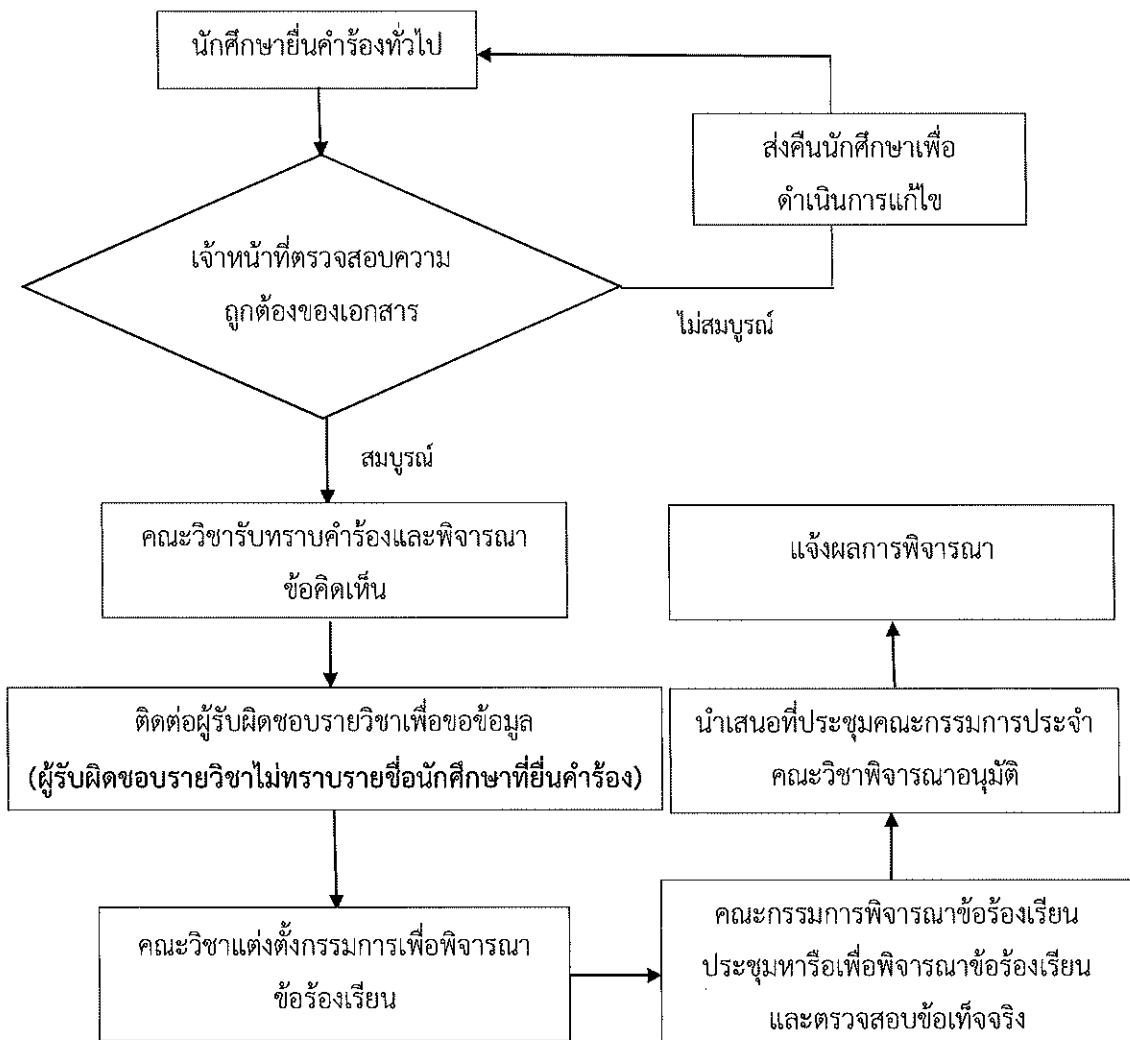 นักศึกษายื่นคำร้องทั่วไป
ส่งคืนนักศึกษาเพื่อ
ดำเนินการแก้ไข
เจ้าหน้าที่ตรวจสอบความ
ถูกต้องของเอกสาร
ไม่สมบูรณ์
สมบูรณ์
คณะวิชารับทราบคำร้องและพิจารณา
ข้อคิดเห็น
ติดต่อผู้รับผิดชอบรายวิชาเพื่อขอข้อมูล
(ผู้รับผิดชอบรายวิชาไม่ทราบรายชื่อนักศึกษาที่ยื่นคำร้อง)
คณะวิชาแต่งตั้งกรรมการเพื่อพิจารณา
ข้อร้องเรียน
คณะกรรมการพิจารณาข้อร้องเรียน
ประชุมหารือเพื่อพิจารณาข้อร้องเรียน
และตรวจสอบข้อเท็จจริง
นำเสนอที่ประชุมคณะกรรมการประจำ
คณะวิชาพิจารณาอนุมัติ
แจ้งผลการพิจารณา